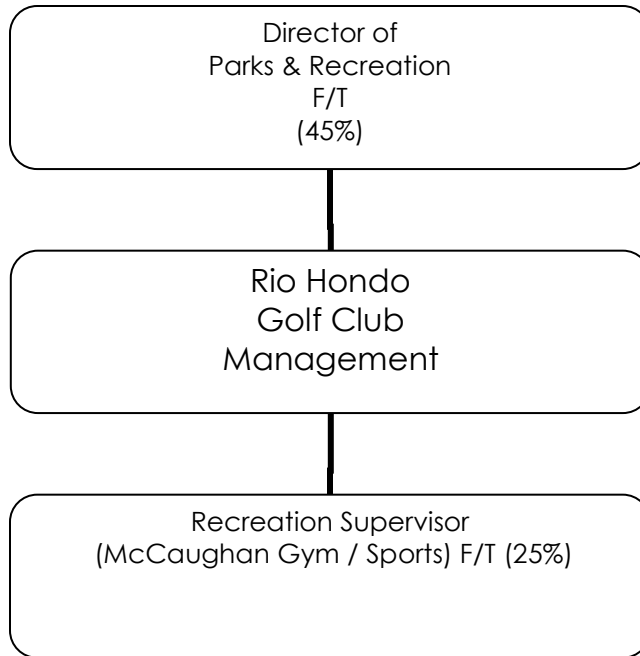 Director of
Parks & Recreation
F/T
(45%)
Rio Hondo
Golf Club
Management
Recreation Supervisor
(McCaughan Gym / Sports) F/T (25%)